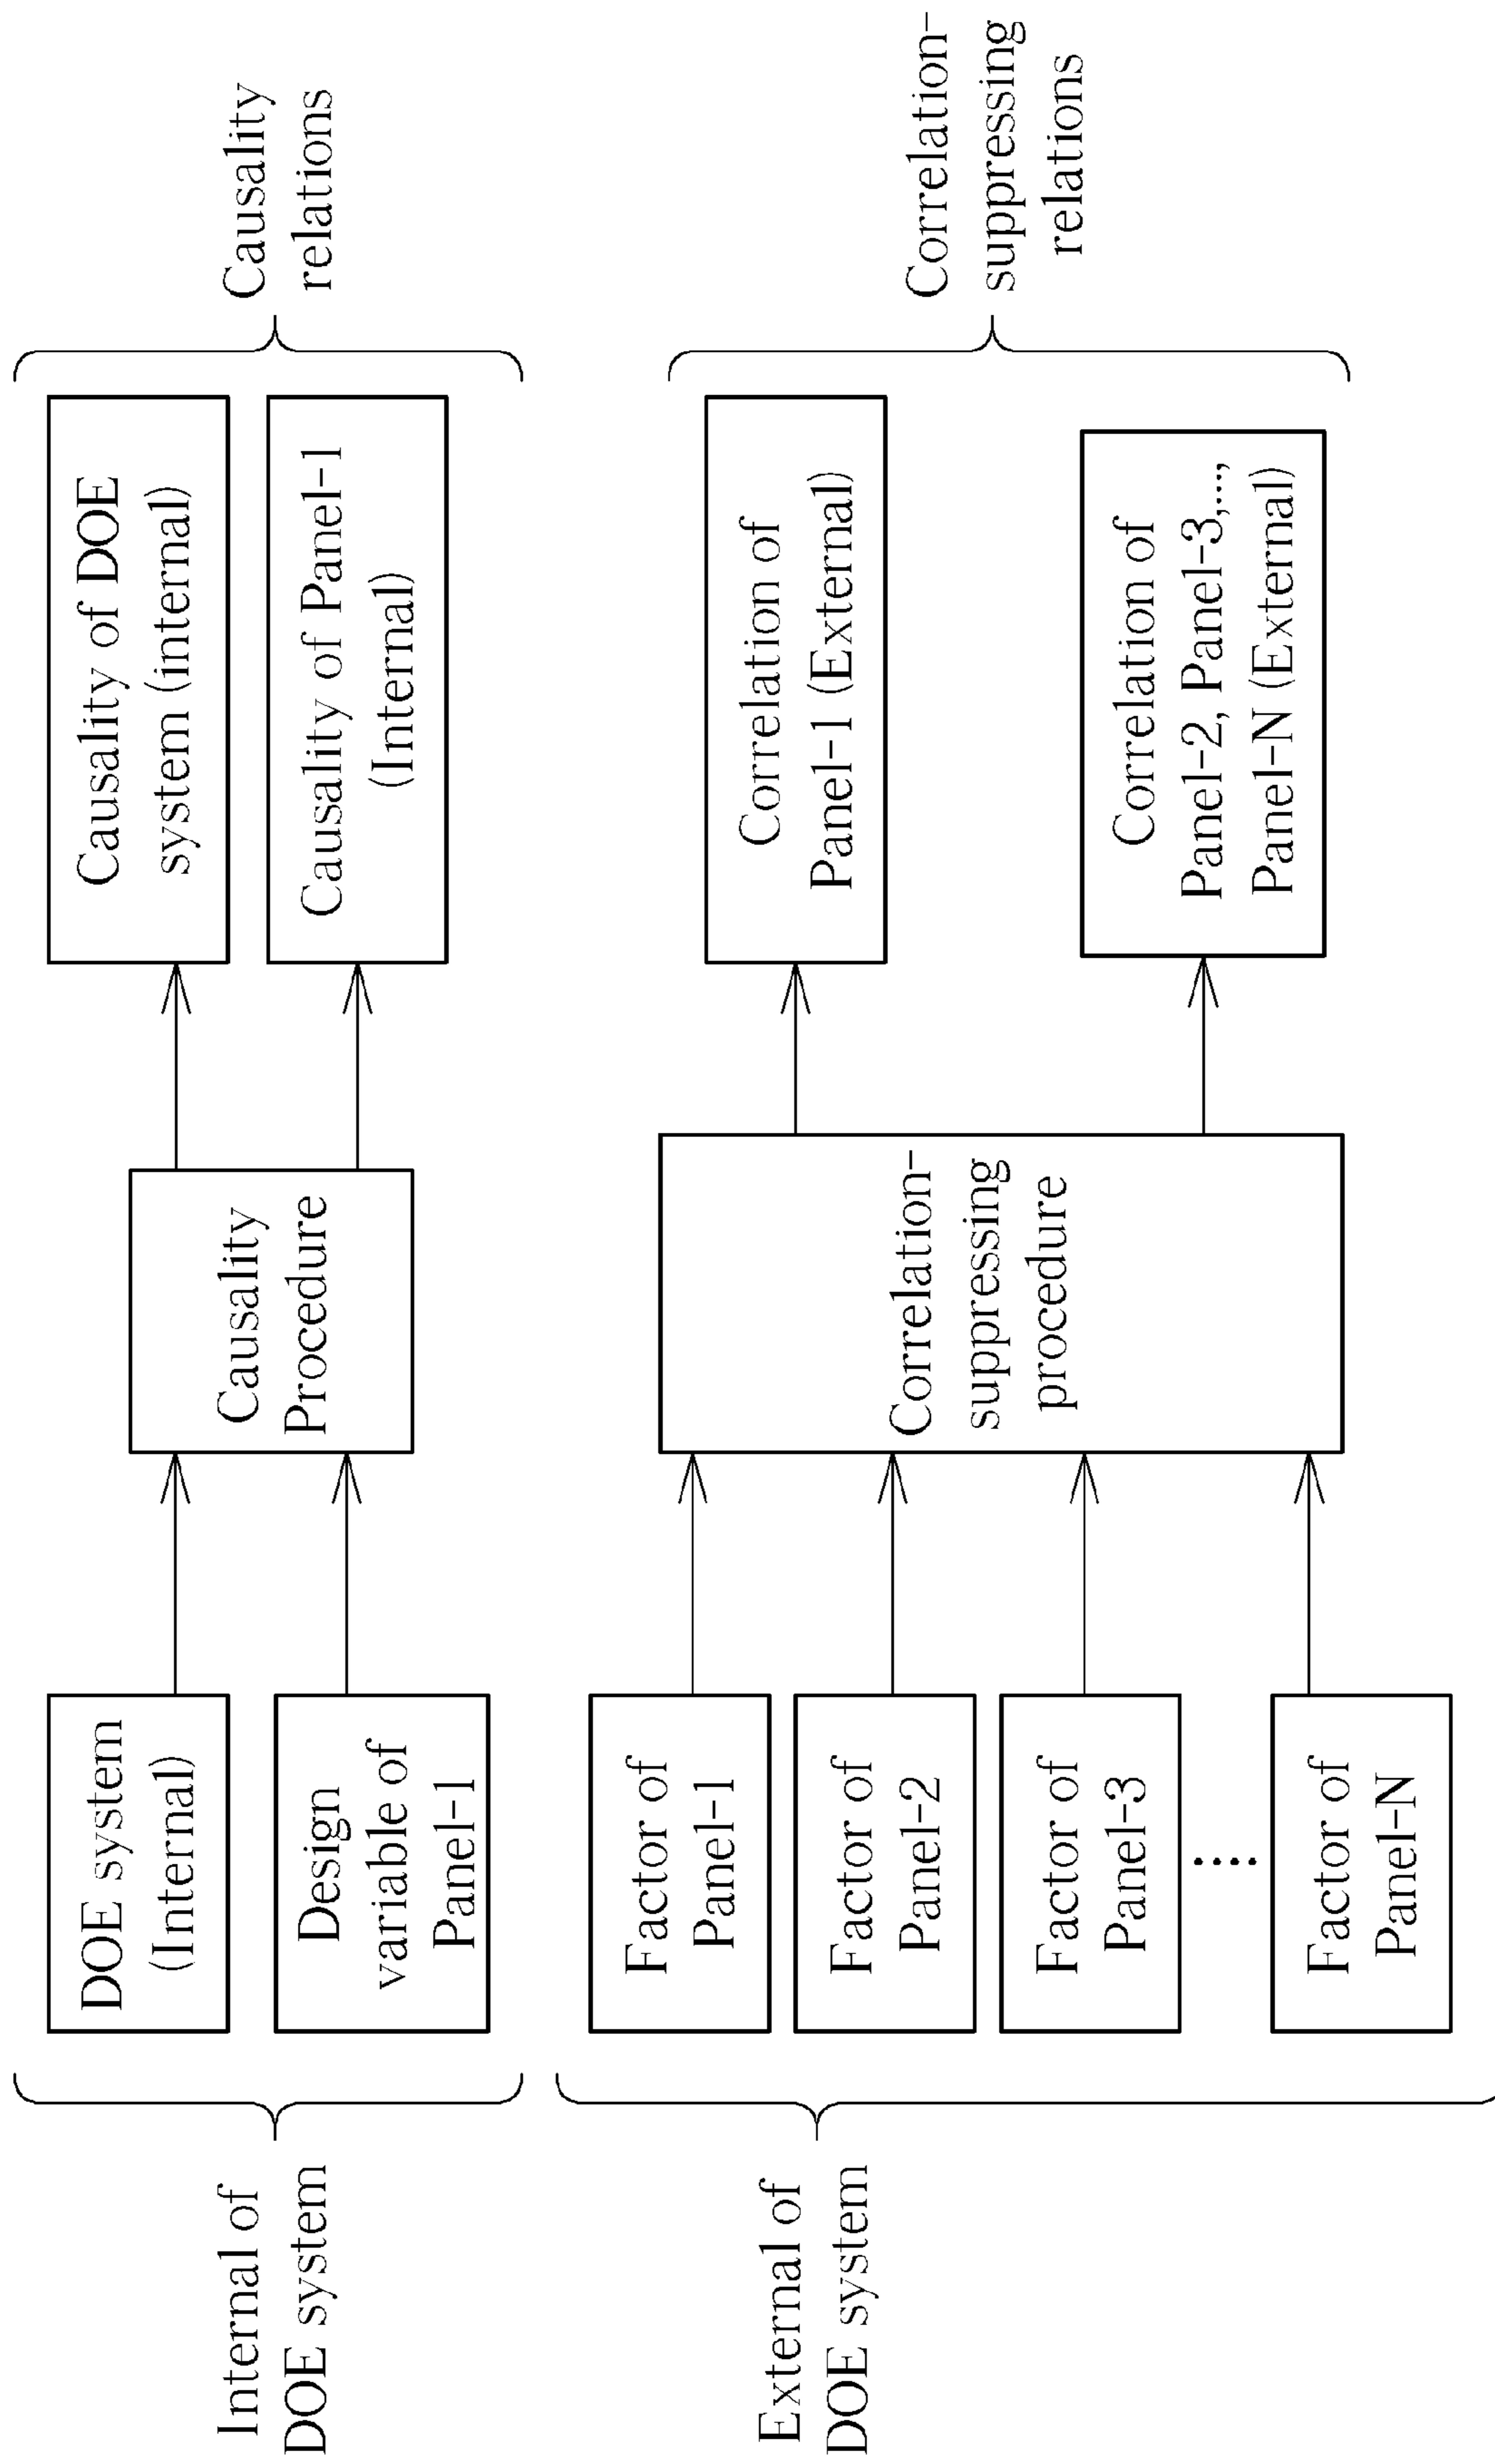 Internal of
DOE system
DOE system
(Internal)
Design
variable of
Panel-1
Causality
Procedure
Causality of DOE
system (internal)
Causality of Panel-1
(Internal)
Causality
relations
External of
DOE system
Factor of
Panel-1
Factor of
Panel-2
Factor of
Panel-3
....
Factor of
Panel-N
Correlation-
suppressing
procedure
Correlation of
Panel-1 (External)
Correlation of
Panel-2, Panel-3,....,
Panel-N (External)
Correlation-
suppressing
relations